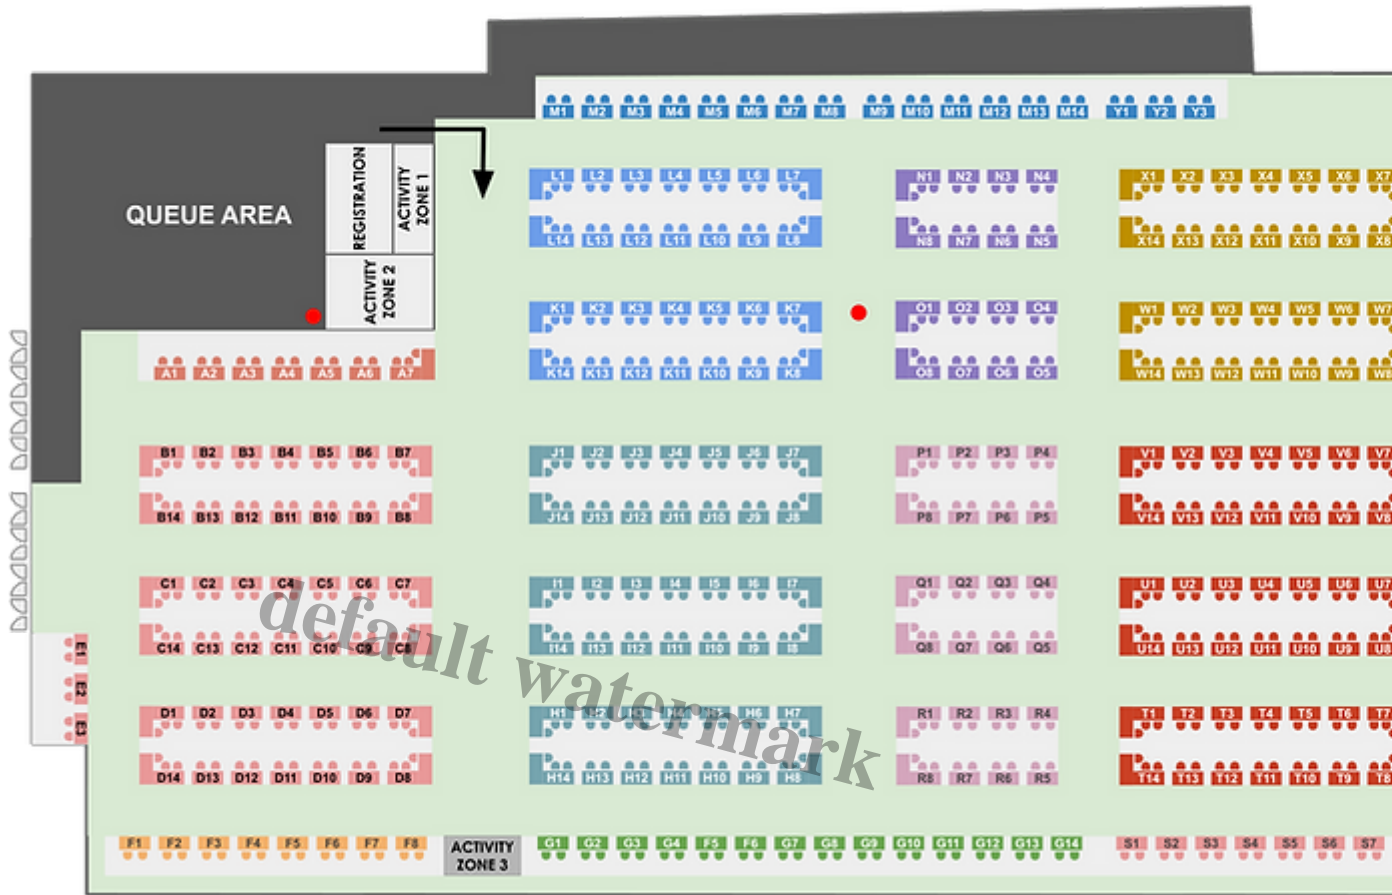 M1 M2 M3 M4 M5 M6 M7 M8 M9 M10 M11 M12 M13 M14 Y1 Y2 Y3
REGISTRATION
ACTIVITY
ZONE 1
QUEUE AREA
ACTIVITY
ZONE 2
L1 L2 L3 L4 L5 L6 L7 N1 N2 N3 N4 X1 X2 X3 X4 X5 X6 X7
L14 L13 L12 L11 L10 L9 L8 N8 N7 N6 N5 X14 X13 X12 X11 X10 X9 X8
K1 K2 K3 K4 K5 K6 K7 O1 O2 O3 O4 W1 W2 W3 W4 W5 W6 W7
A1 A2 A3 A4 A5 A6 A7 K14 K13 K12 K11 K10 K9 K8 O8 O7 O6 O5 W14 W13 W12 W11 W10 W9 W8
B1 B2 B3 B4 B5 B6 B7 J1 J2 J3 J4 J5 J6 J7 P1 P2 P3 P4 V1 V2 V3 V4 V5 V6 V7
B14 B13 B12 B11 B10 B9 B8 J14 J13 J12 J11 J10 J9 J8 P8 P7 P6 P5 V14 V13 V12 V11 V10 V9 V8
C1 C2 C3 C4 C5 C6 C7 I1 I2 I3 I4 I5 I6 I7 Q1 Q2 Q3 Q4 U1 U2 U3 U4 U5 U6 U7
C14 C13 C12 C11 C10 C9 C8 I14 I13 I12 I11 I10 I9 I8 Q8 Q7 Q6 Q5 U14 U13 U12 U11 U10 U9 U8
E1
E2
E3
default watermark
D1 D2 D3 D4 D5 D6 D7 H1 H2 H3 H4 H5 H6 H7 R1 R2 R3 R4 T1 T2 T3 T4 T5 T6 T7
D14 D13 D12 D11 D10 D9 D8 H14 H13 H12 H11 H10 H9 H8 R8 R7 R6 R5 T14 T13 T12 T11 T10 T9 T8
F1 F2 F3 F4 F5 F6 F7 F8 G1 G2 G3 G4 F5 F6 G7 G8 G9 G10 G11 G12 G13 G14 S1 S2 S3 S4 S5 S6 S7
ACTIVITY
ZONE 3